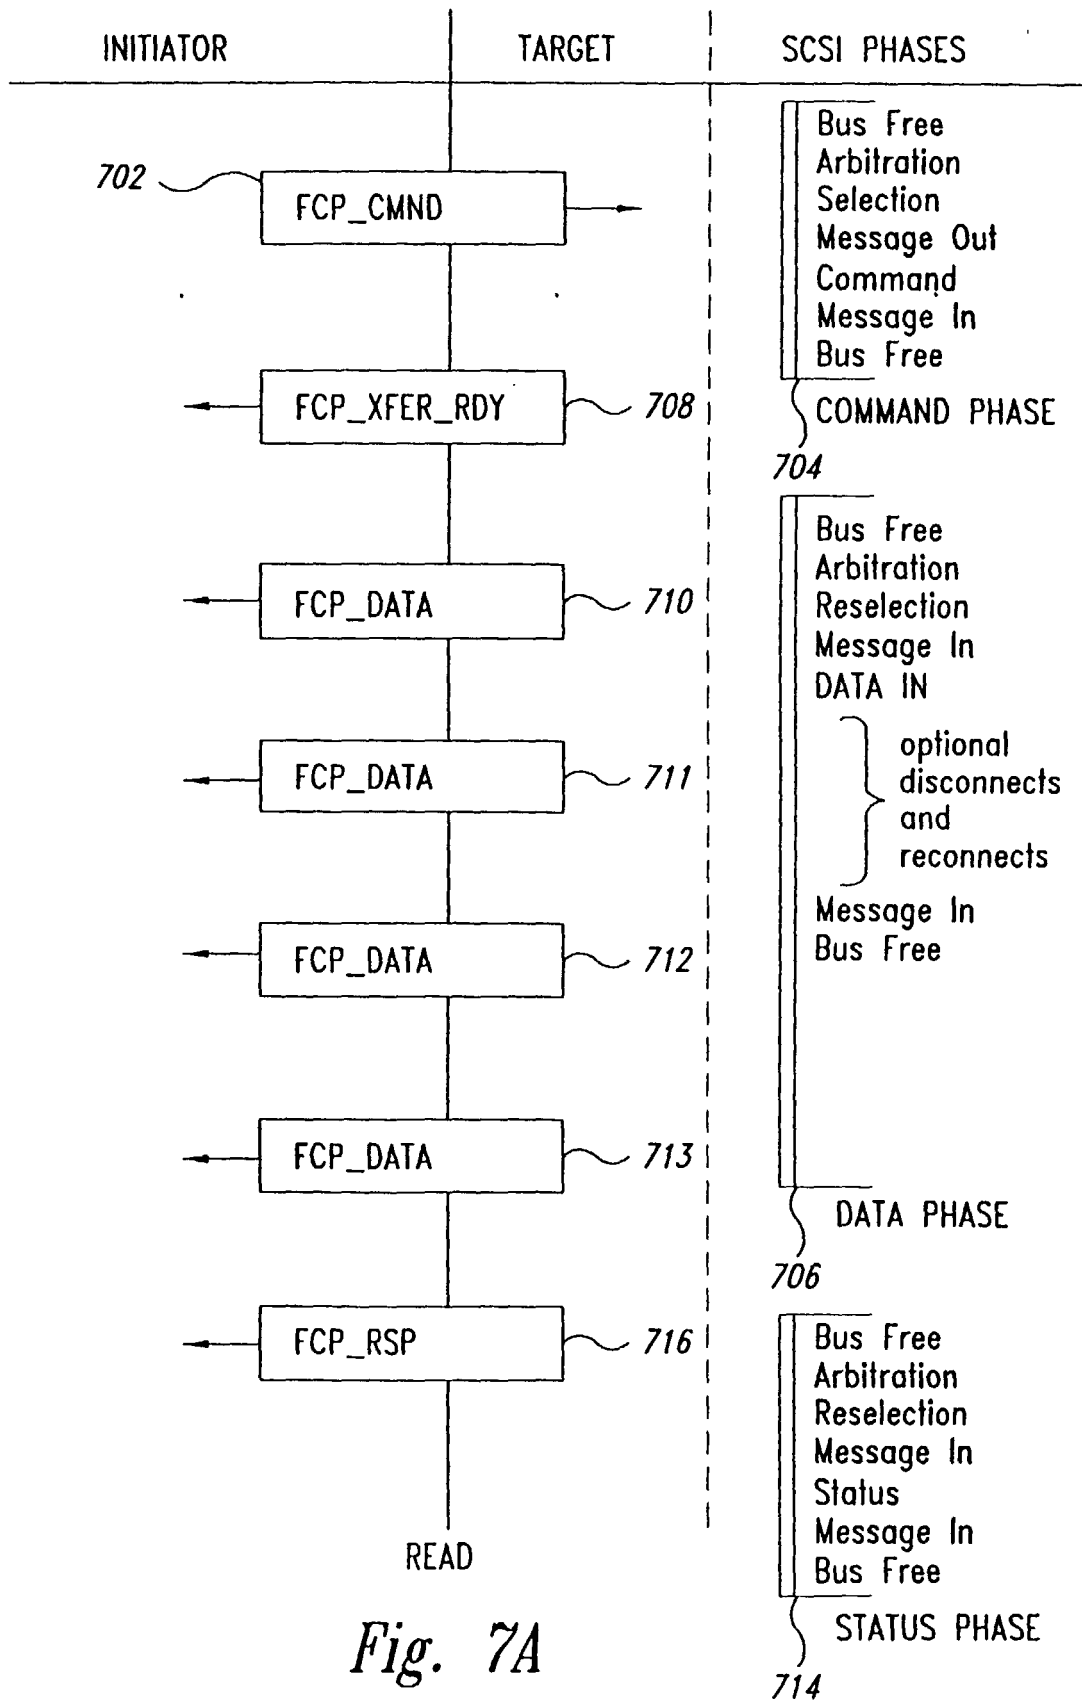 INITIATOR
TARGET
SCSI PHASES
702
FCP_CMND
FCP_XFER_RDY
708
FCP_DATA
710
FCP_DATA
711
FCP_DATA
712
FCP_DATA
713
FCP_RSP
716
READ
Bus Free
Arbitration
Selection
Message Out
Command
Message In
Bus Free
COMMAND PHASE
704
Bus Free
Arbitration
Reselection
Message In
DATA IN
optional
disconnects
and
reconnects
Message In
Bus Free
DATA PHASE
706
Bus Free
Arbitration
Reselection
Message In
Status
Message In
Bus Free
STATUS PHASE
714
Fig. 7A